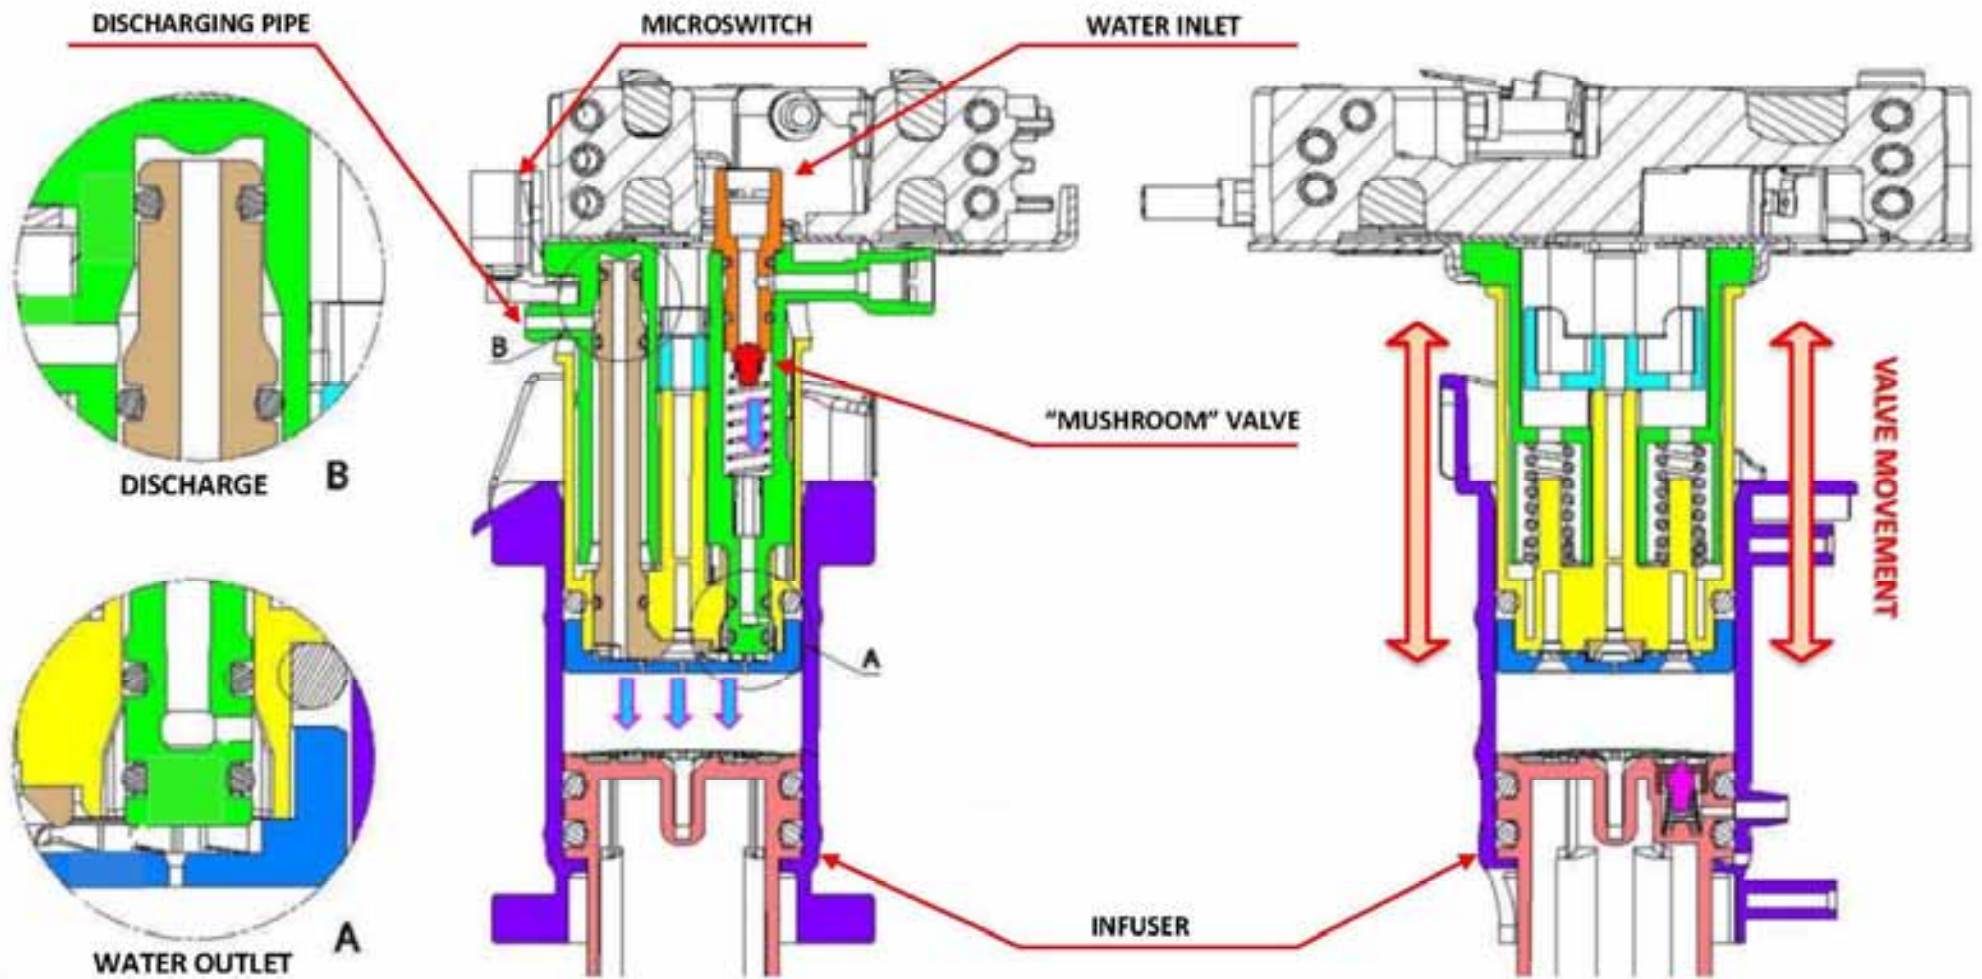 DISCHARGING PIPE
MICROSWITCH
WATER INLET
B
"MUSHROOM" VALVE
VALVE MOVEMENT
DISCHARGE
B
A
INFUSER
A
WATER OUTLET